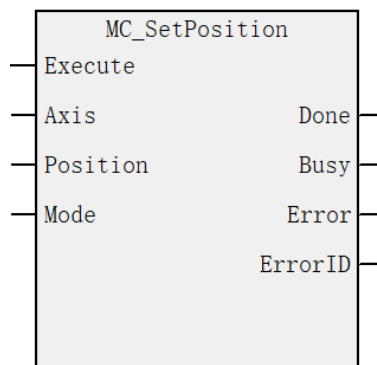 MC_SetPosition
Execute
Axis Done
Position Busy
Mode Error
ErrorID